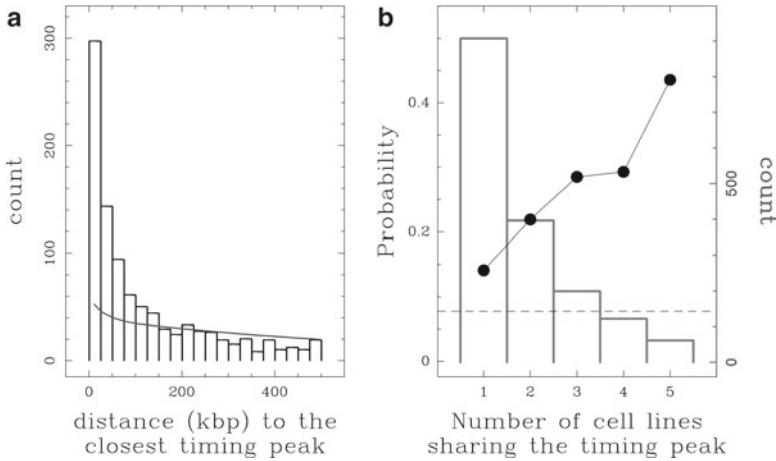 a
300
200
100
0
count
0
200
400
distance (kbp) to the
closest timing peak
b
0.4
0.2
0
Probability
500
0
count
1
2
3
4
5
Number of cell lines
sharing the timing peak